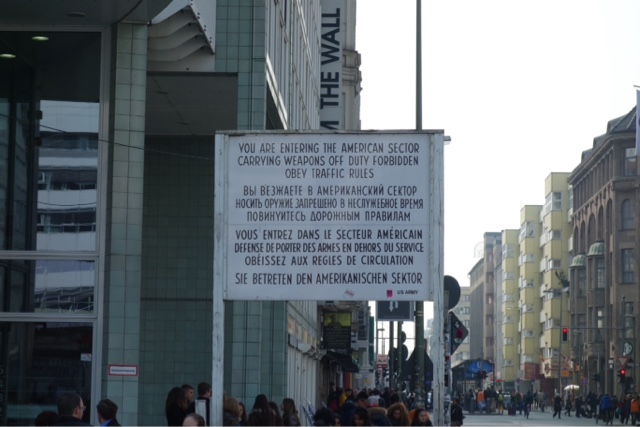 THE WALL
YOU ARE ENTERING THE AMERICAN SECTOR
CARRYING WEAPONS OFF DUTY FORBIDDEN
OBEY TRAFFIC RULES
ВЫ ВЪЕЗЖАЕТЕ В АМЕРИКАНСКИЙ СЕКТОР
НОСИТЬ ОРУЖИЕ ЗАПРЕЩЕНО В НЕСЛУЖЕБНОЕ ВРЕМЯ
ПОВИНУЙТЕСЬ ДОРОЖНЫМ ПРАВИЛАМ
VOUS ENTREZ DANS LE SECTEUR AMÉRICAIN
DEFENSE DE PORTER DES ARMES EN DEHORS DU SERVICE
OBÉISSEZ AUX REGLES DE CIRCULATION
SIE BETRETEN DEN AMERIKANISCHEN SEKTOR
US ARMY